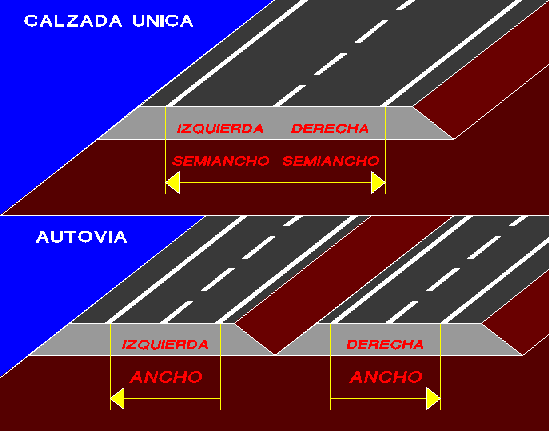 CALZADA UNICA
IZQUIERDA DERECHA
SEMIANCHO SEMIANCHO
AUTOVIA
IZQUIERDA DERECHA
ANCHO ANCHO